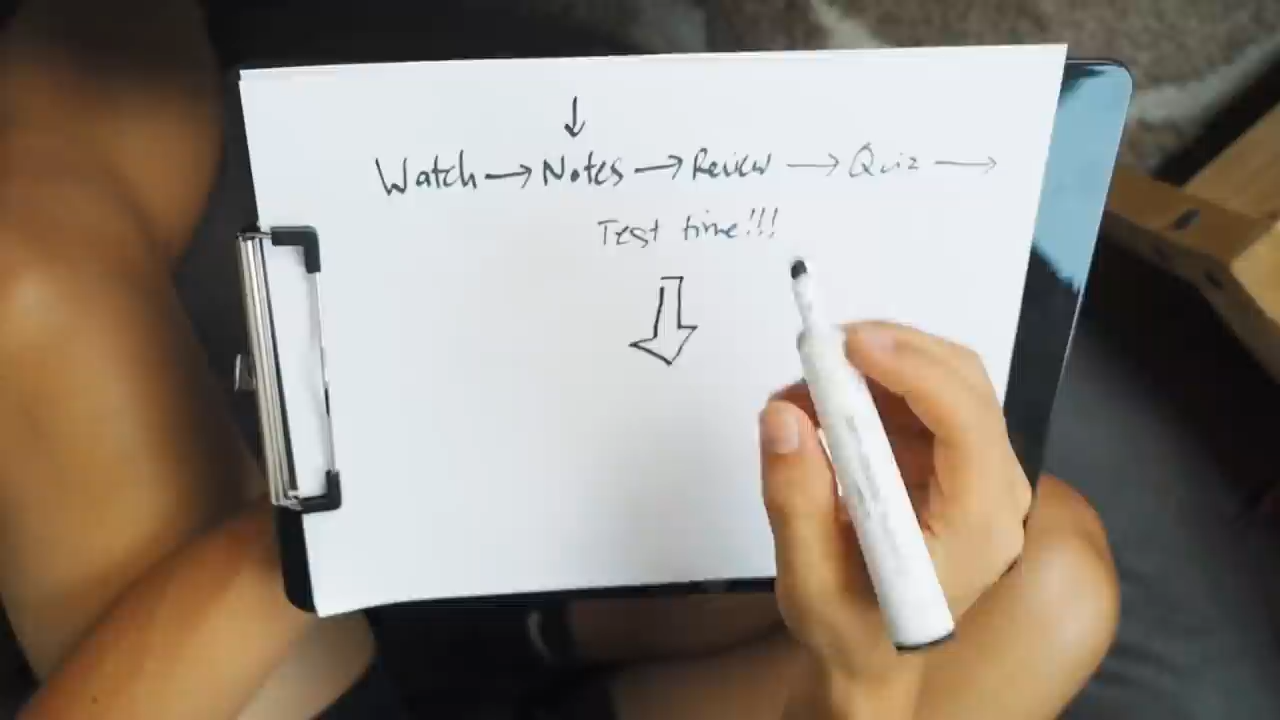 ↓
Watch → Notes → Review → Quiz →
Test time!!!